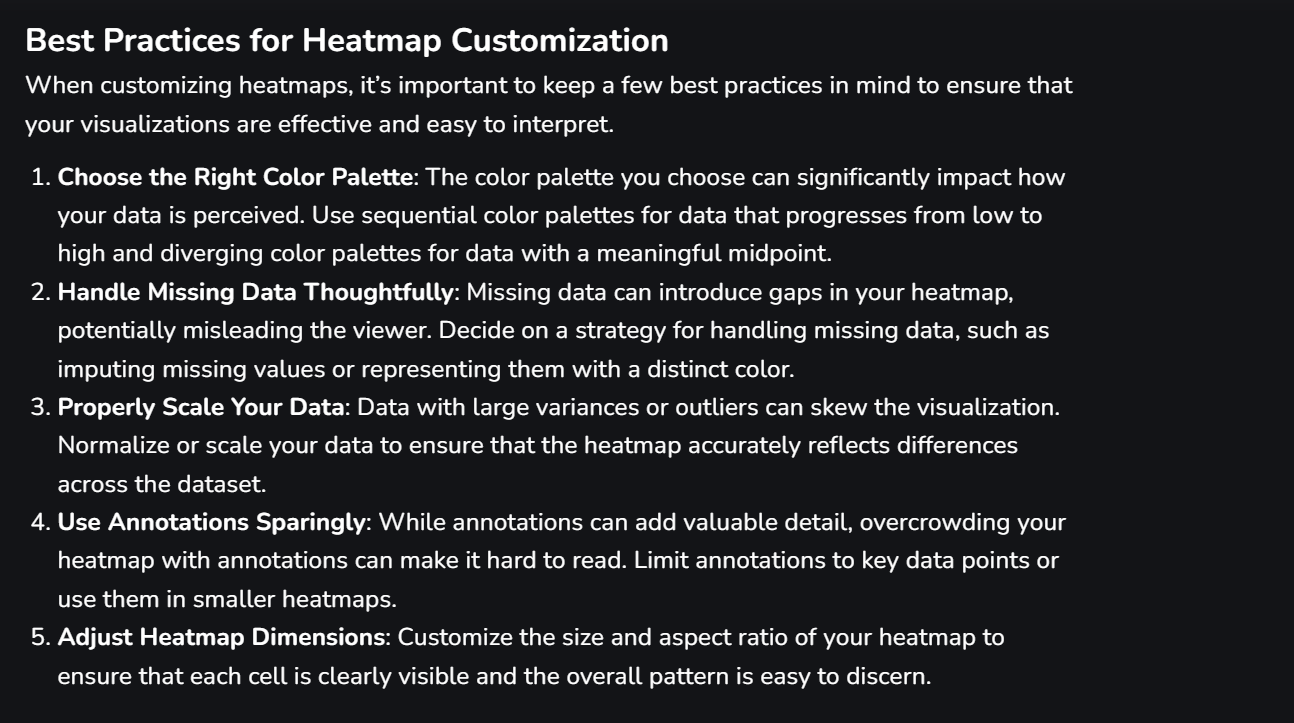 Best Practices for Heatmap Customization
When customizing heatmaps, it’s important to keep a few best practices in mind to ensure that
your visualizations are effective and easy to interpret.
1. Choose the Right Color Palette: The color palette you choose can significantly impact how
your data is perceived. Use sequential color palettes for data that progresses from low to
high and diverging color palettes for data with a meaningful midpoint.
2. Handle Missing Data Thoughtfully: Missing data can introduce gaps in your heatmap,
potentially misleading the viewer. Decide on a strategy for handling missing data, such as
imputing missing values or representing them with a distinct color.
3. Properly Scale Your Data: Data with large variances or outliers can skew the visualization.
Normalize or scale your data to ensure that the heatmap accurately reflects differences
across the dataset.
4. Use Annotations Sparingly: While annotations can add valuable detail, overcrowding your
heatmap with annotations can make it hard to read. Limit annotations to key data points or
use them in smaller heatmaps.
5. Adjust Heatmap Dimensions: Customize the size and aspect ratio of your heatmap to
ensure that each cell is clearly visible and the overall pattern is easy to discern.